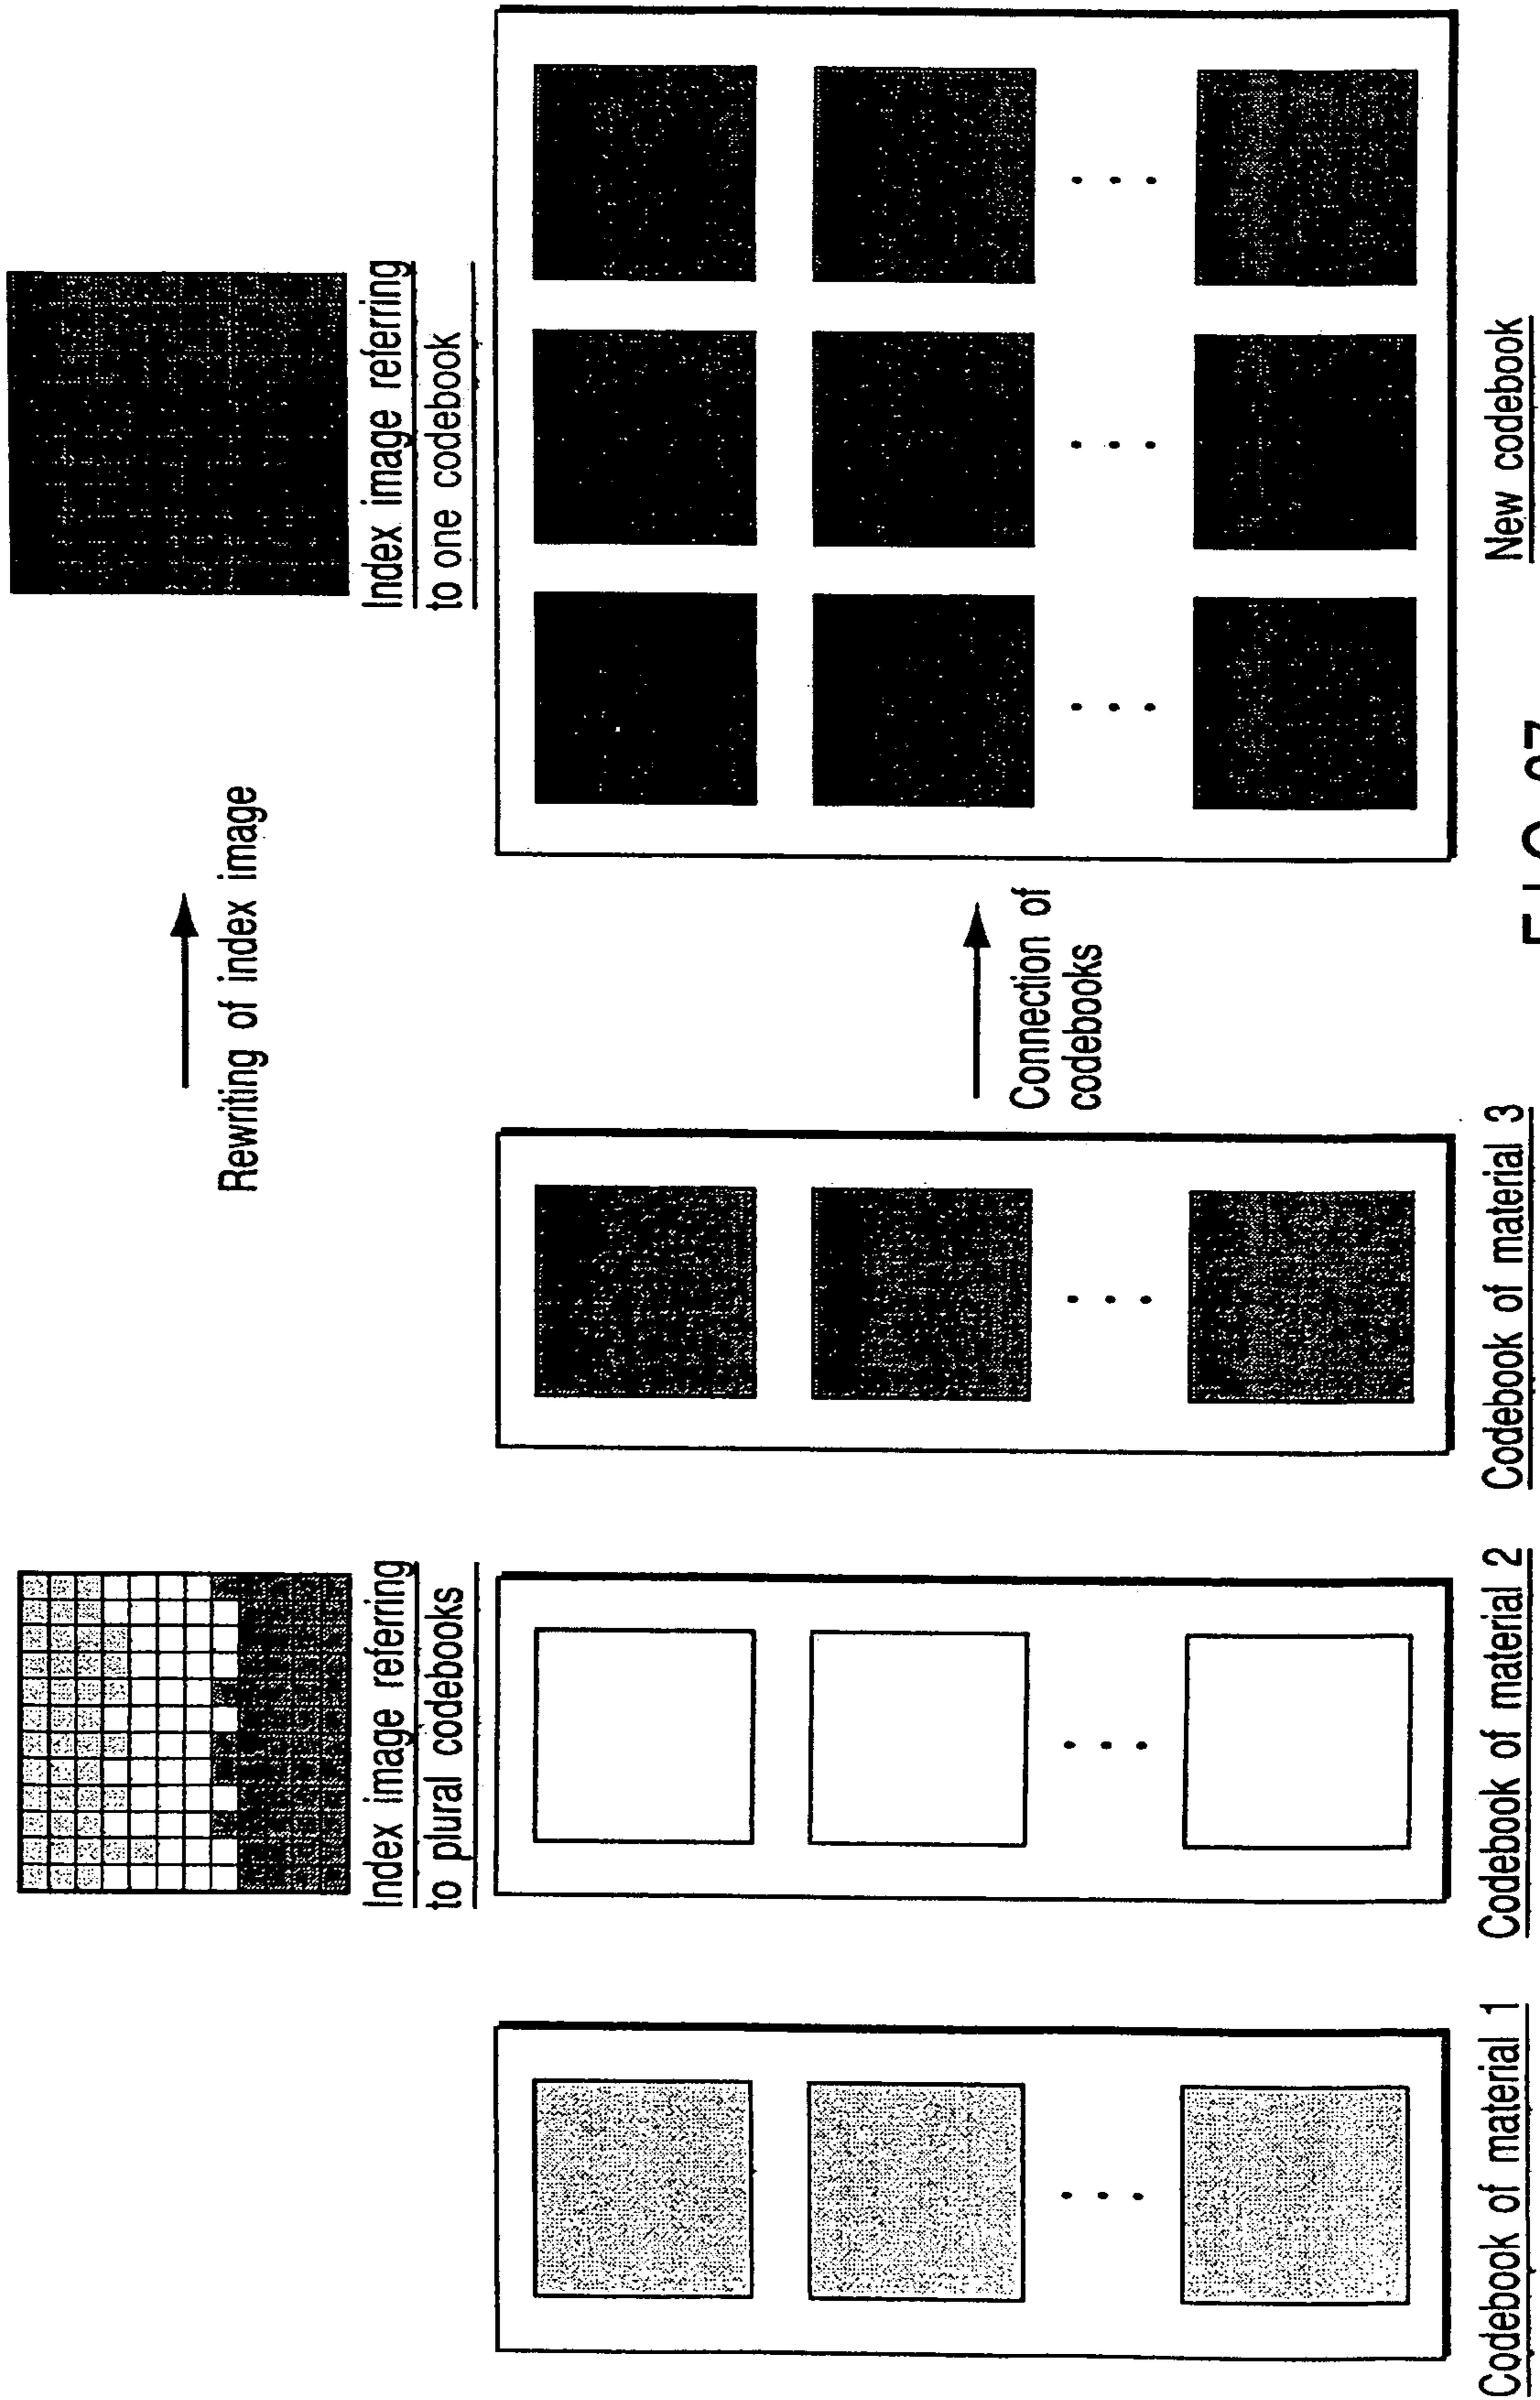 Index image referring
to plural codebooks
Rewriting of index image
Index image referring
to one codebook
Connection of
codebooks
Codebook of material 1
Codebook of material 2
Codebook of material 3
New codebook